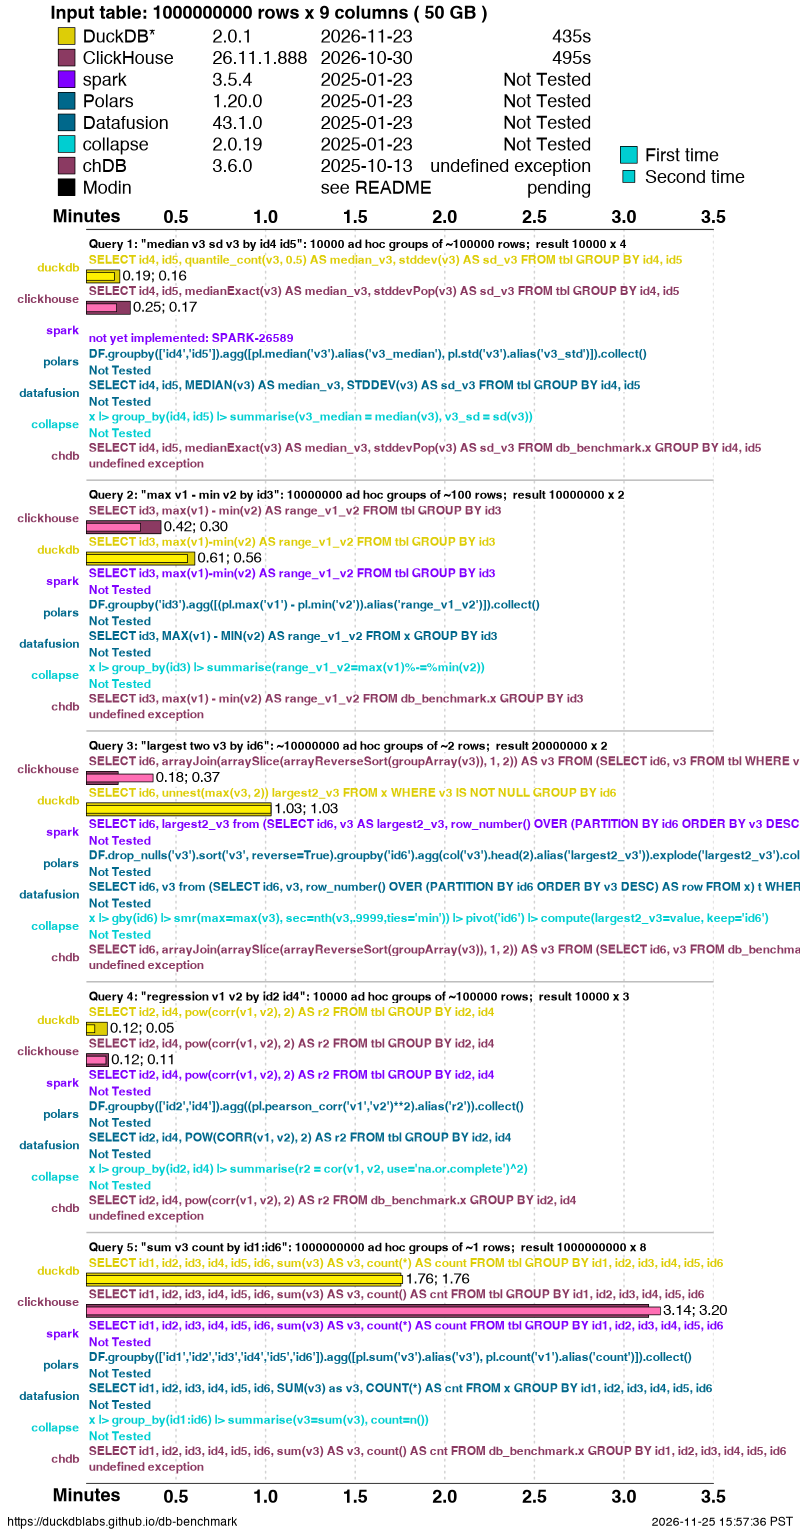 Input table: 1000000000 rows x 9 columns ( 50 GB )
DuckDB* 2.0.1 2026-11-23 435s
ClickHouse 26.11.1.888 2026-10-30 495s
spark 3.5.4 2025-01-23 Not Tested
Polars 1.20.0 2025-01-23 Not Tested
Datafusion 43.1.0 2025-01-23 Not Tested
collapse 2.0.19 2025-01-23 Not Tested
chDB 3.6.0 2025-10-13 undefined exception
Modin see README pending
First time
Second time
Minutes 0.5 1.0 1.5 2.0 2.5 3.0 3.5
Query 1: "median v3 sd v3 by id4 id5": 10000 ad hoc groups of ~100000 rows; result 10000 x 4
SELECT id4, id5, quantile_cont(v3, 0.5) AS median_v3, stddev(v3) AS sd_v3 FROM tbl GROUP BY id4, id5
duckdb
0.19; 0.16
SELECT id4, id5, medianExact(v3) AS median_v3, stddevPop(v3) AS sd_v3 FROM tbl GROUP BY id4, id5
clickhouse
0.25; 0.17
spark
not yet implemented: SPARK-26589
DF.groupby(['id4','id5']).agg([pl.median('v3').alias('v3_median'), pl.std('v3').alias('v3_std')]).collect()
polars
Not Tested
SELECT id4, id5, MEDIAN(v3) AS median_v3, STDDEV(v3) AS sd_v3 FROM tbl GROUP BY id4, id5
datafusion
Not Tested
x |> group_by(id4, id5) |> summarise(v3_median = median(v3), v3_sd = sd(v3))
collapse
Not Tested
SELECT id4, id5, medianExact(v3) AS median_v3, stddevPop(v3) AS sd_v3 FROM db_benchmark.x GROUP BY id4, id5
chdb
undefined exception
Query 2: "max v1 - min v2 by id3": 10000000 ad hoc groups of ~100 rows; result 10000000 x 2
SELECT id3, max(v1) - min(v2) AS range_v1_v2 FROM tbl GROUP BY id3
clickhouse
0.42; 0.30
SELECT id3, max(v1)-min(v2) AS range_v1_v2 FROM tbl GROUP BY id3
duckdb
0.61; 0.56
SELECT id3, max(v1)-min(v2) AS range_v1_v2 FROM tbl GROUP BY id3
spark
Not Tested
DF.groupby('id3').agg([(pl.max('v1') - pl.min('v2')).alias('range_v1_v2')]).collect()
polars
Not Tested
SELECT id3, MAX(v1) - MIN(v2) AS range_v1_v2 FROM x GROUP BY id3
datafusion
Not Tested
x |> group_by(id3) |> summarise(range_v1_v2=max(v1)%-=%min(v2))
collapse
Not Tested
SELECT id3, max(v1) - min(v2) AS range_v1_v2 FROM db_benchmark.x GROUP BY id3
chdb
undefined exception
Query 3: "largest two v3 by id6": ~10000000 ad hoc groups of ~2 rows; result 20000000 x 2
SELECT id6, arrayJoin(arraySlice(arrayReverseSort(groupArray(v3)), 1, 2)) AS v3 FROM (SELECT id6, v3 FROM tbl WHERE v
clickhouse
0.18; 0.37
SELECT id6, unnest(max(v3, 2)) largest2_v3 FROM x WHERE v3 IS NOT NULL GROUP BY id6
duckdb
1.03; 1.03
SELECT id6, largest2_v3 from (SELECT id6, v3 AS largest2_v3, row_number() OVER (PARTITION BY id6 ORDER BY v3 DESC
spark
Not Tested
DF.drop_nulls('v3').sort('v3', reverse=True).groupby('id6').agg(col('v3').head(2).alias('largest2_v3')).explode('largest2_v3').col
polars
Not Tested
SELECT id6, v3 from (SELECT id6, v3, row_number() OVER (PARTITION BY id6 ORDER BY v3 DESC) AS row FROM x) t WHER
datafusion
Not Tested
x |> gby(id6) |> smr(max=max(v3), sec=nth(v3,.9999,ties='min')) |> pivot('id6') |> compute(largest2_v3=value, keep='id6')
collapse
Not Tested
SELECT id6, arrayJoin(arraySlice(arrayReverseSort(groupArray(v3)), 1, 2)) AS v3 FROM (SELECT id6, v3 FROM db_benchma
chdb
undefined exception
Query 4: "regression v1 v2 by id2 id4": 10000 ad hoc groups of ~100000 rows; result 10000 x 3
SELECT id2, id4, pow(corr(v1, v2), 2) AS r2 FROM tbl GROUP BY id2, id4
duckdb
0.12; 0.05
SELECT id2, id4, pow(corr(v1, v2), 2) AS r2 FROM tbl GROUP BY id2, id4
clickhouse
0.12; 0.11
SELECT id2, id4, pow(corr(v1, v2), 2) AS r2 FROM tbl GROUP BY id2, id4
spark
Not Tested
DF.groupby(['id2','id4']).agg((pl.pearson_corr('v1','v2')**2).alias('r2')).collect()
polars
Not Tested
SELECT id2, id4, POW(CORR(v1, v2), 2) AS r2 FROM tbl GROUP BY id2, id4
datafusion
Not Tested
x |> group_by(id2, id4) |> summarise(r2 = cor(v1, v2, use='na.or.complete')^2)
collapse
Not Tested
SELECT id2, id4, pow(corr(v1, v2), 2) AS r2 FROM db_benchmark.x GROUP BY id2, id4
chdb
undefined exception
Query 5: "sum v3 count by id1:id6": 1000000000 ad hoc groups of ~1 rows; result 1000000000 x 8
SELECT id1, id2, id3, id4, id5, id6, sum(v3) AS v3, count(*) AS count FROM tbl GROUP BY id1, id2, id3, id4, id5, id6
duckdb
1.76; 1.76
SELECT id1, id2, id3, id4, id5, id6, sum(v3) AS v3, count() AS cnt FROM tbl GROUP BY id1, id2, id3, id4, id5, id6
clickhouse
3.14; 3.20
SELECT id1, id2, id3, id4, id5, id6, sum(v3) AS v3, count(*) AS count FROM tbl GROUP BY id1, id2, id3, id4, id5, id6
spark
Not Tested
DF.groupby(['id1','id2','id3','id4','id5','id6']).agg([pl.sum('v3').alias('v3'), pl.count('v1').alias('count')]).collect()
polars
Not Tested
SELECT id1, id2, id3, id4, id5, id6, SUM(v3) as v3, COUNT(*) AS cnt FROM x GROUP BY id1, id2, id3, id4, id5, id6
datafusion
Not Tested
x |> group_by(id1:id6) |> summarise(v3=sum(v3), count=n())
collapse
Not Tested
SELECT id1, id2, id3, id4, id5, id6, sum(v3) AS v3, count() AS cnt FROM db_benchmark.x GROUP BY id1, id2, id3, id4, id5, id6
chdb
undefined exception
Minutes 0.5 1.0 1.5 2.0 2.5 3.0 3.5
https://duckdblabs.github.io/db-benchmark 2026-11-25 15:57:36 PST